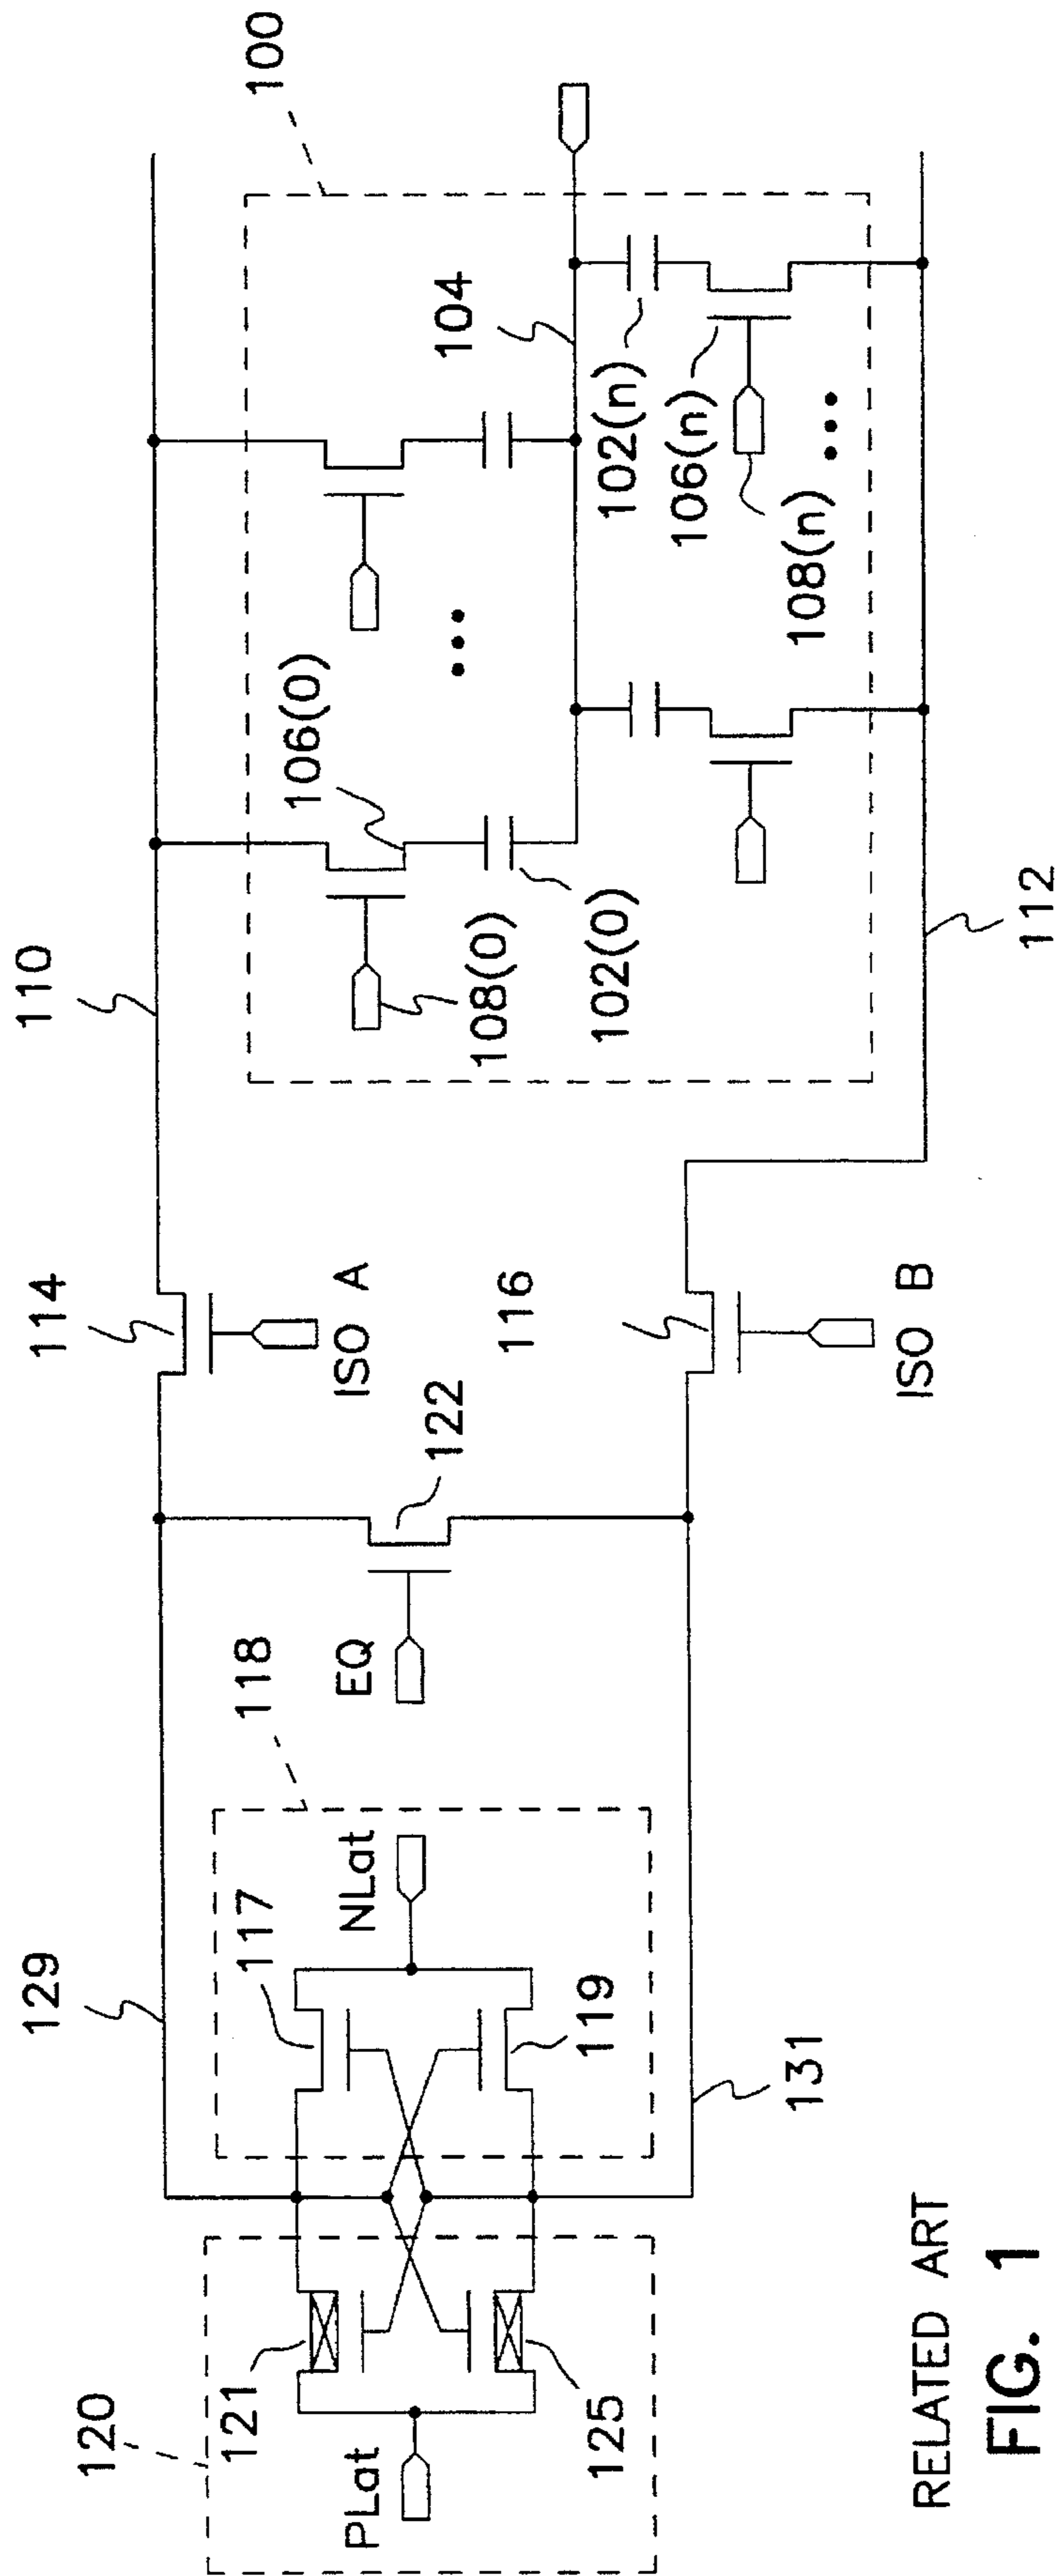 100
110
104
114
106(0)
108(0)
102(0)
102(n)
106(n)
108(n)
112
ISO A
116
ISO B
122
EQ
118
129
117
NLat
119
131
120
121
PLat
125
RELATED ART
FIG. 1